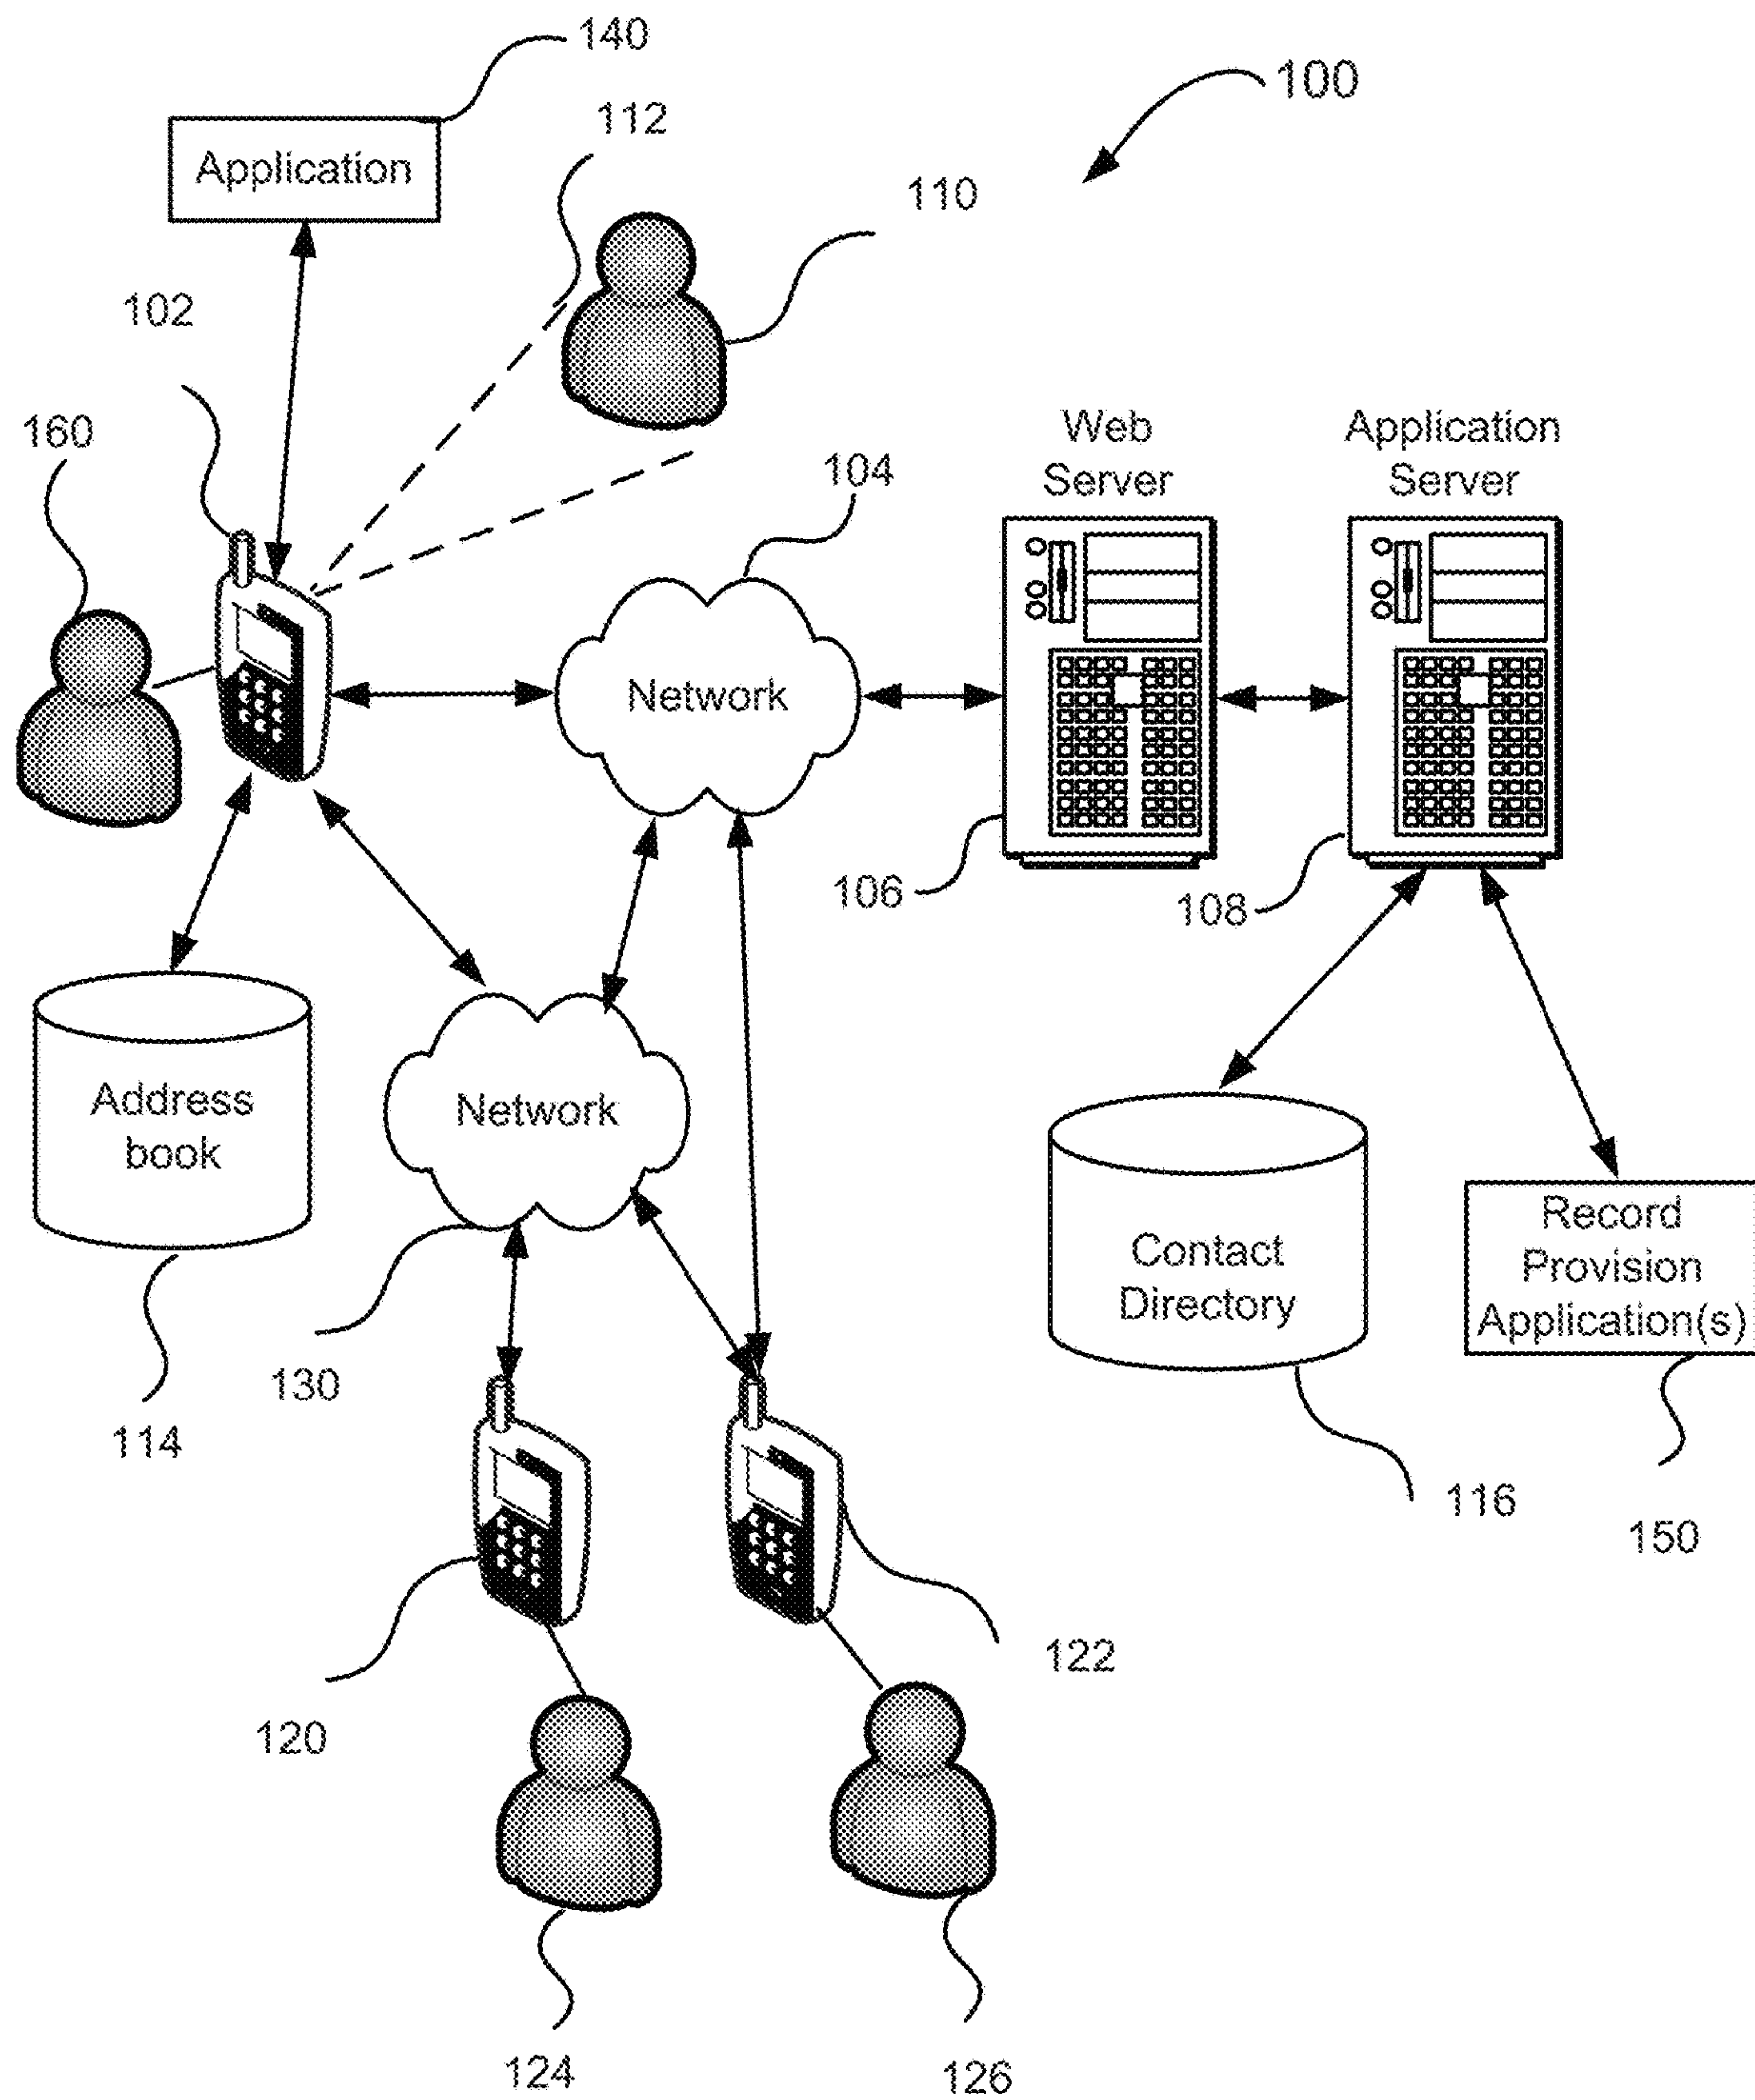 140
100
112
Application
110
102
Web
Server
Application
Server
160
104
Network
106
108
Address
book
Network
Contact
Directory
Record
Provision
Application(s)
130
114
116
150
122
120
124
126